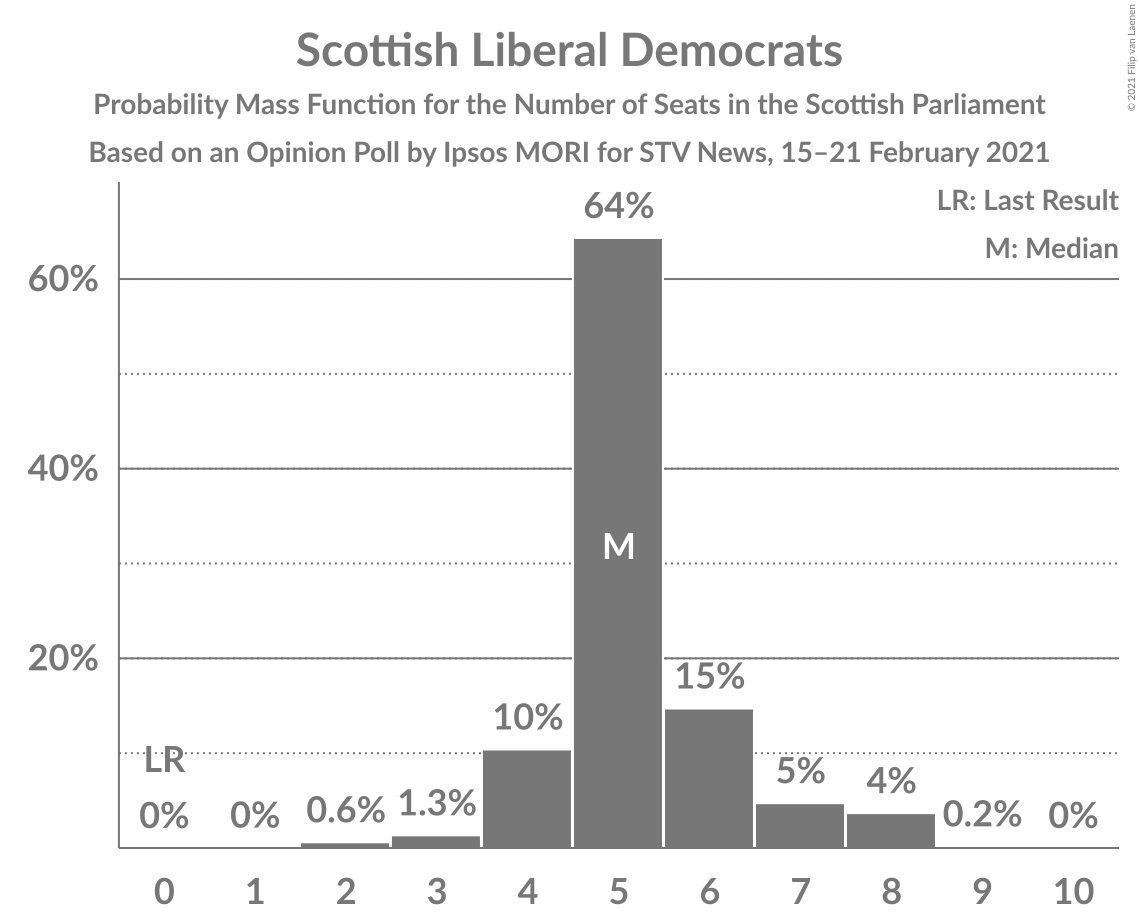 Scottish Liberal Democrats
Probability Mass Function for the Number of Seats in the Scottish Parliament
Based on an Opinion Poll by Ipsos MORI for STV News, 15–21 February 2021
© 2021 Filip van Laenen
LR: Last Result
M: Median
64%
60%
40%
M
20%
15%
10%
LR
5%
4%
0%
0%
0.6%
1.3%
0.2%
0%
0 1 2 3 4 5 6 7 8 9 10